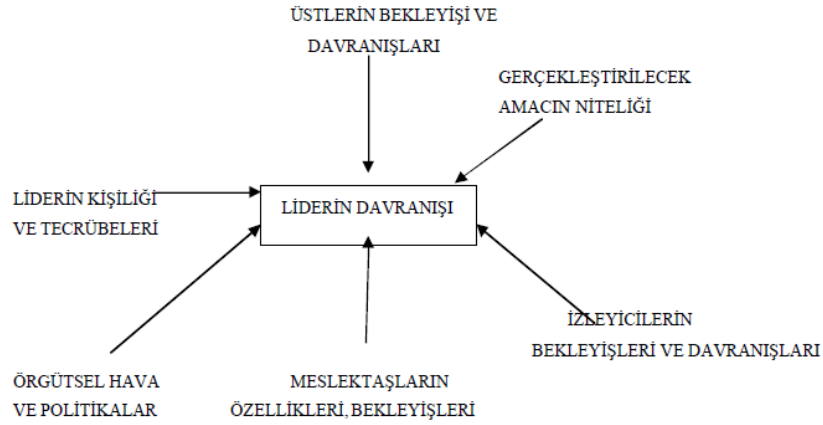 ÜSTLERİN BEKLEYİŞİ VE
DAVRANIŞLARI
GERÇEKLEŞTİRİLECEK
AMACIN NİTELİĞİ
LİDERİN KİŞİLİĞİ
VE TECRÜBELERİ
LİDERİN DAVRANIŞI
İZLEYİCİLERİN
BEKLEYİŞLERİ VE DAVRANIŞLARI
ÖRGÜTSEL HAVA
VE POLİTİKALAR
MESLEKTAŞLARIN
ÖZELLİKLERİ, BEKLEYİŞLERİ